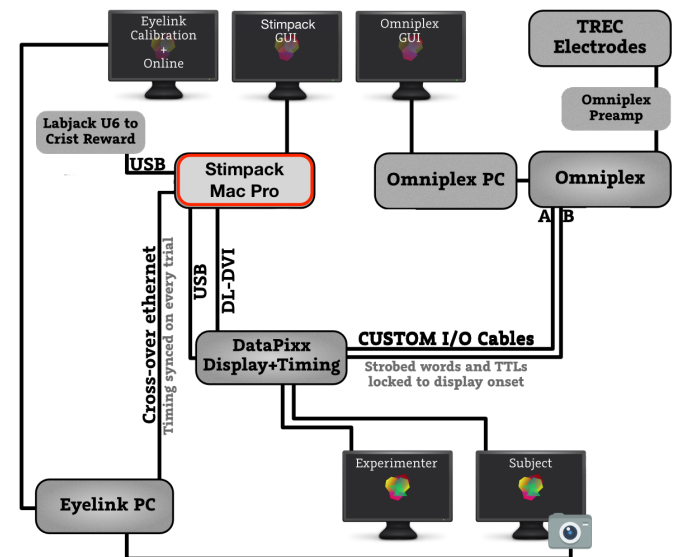 Eyelink
Calibration
+
Online
Stimpack
GUI
Omniplex
GUI
TREC
Electrodes
Omniplex
Preamp
Labjack U6 to
Crist Reward
USB
Stimpack
Mac Pro
Omniplex PC
Omniplex
A B
Cross-over ethernet
Timing synced on every trial
USB
DL-DVI
DataPixx
Display+Timing
CUSTOM I/O Cables
Strobed words and TTLs
locked to display onset
Experimenter
Subject
Eyelink PC